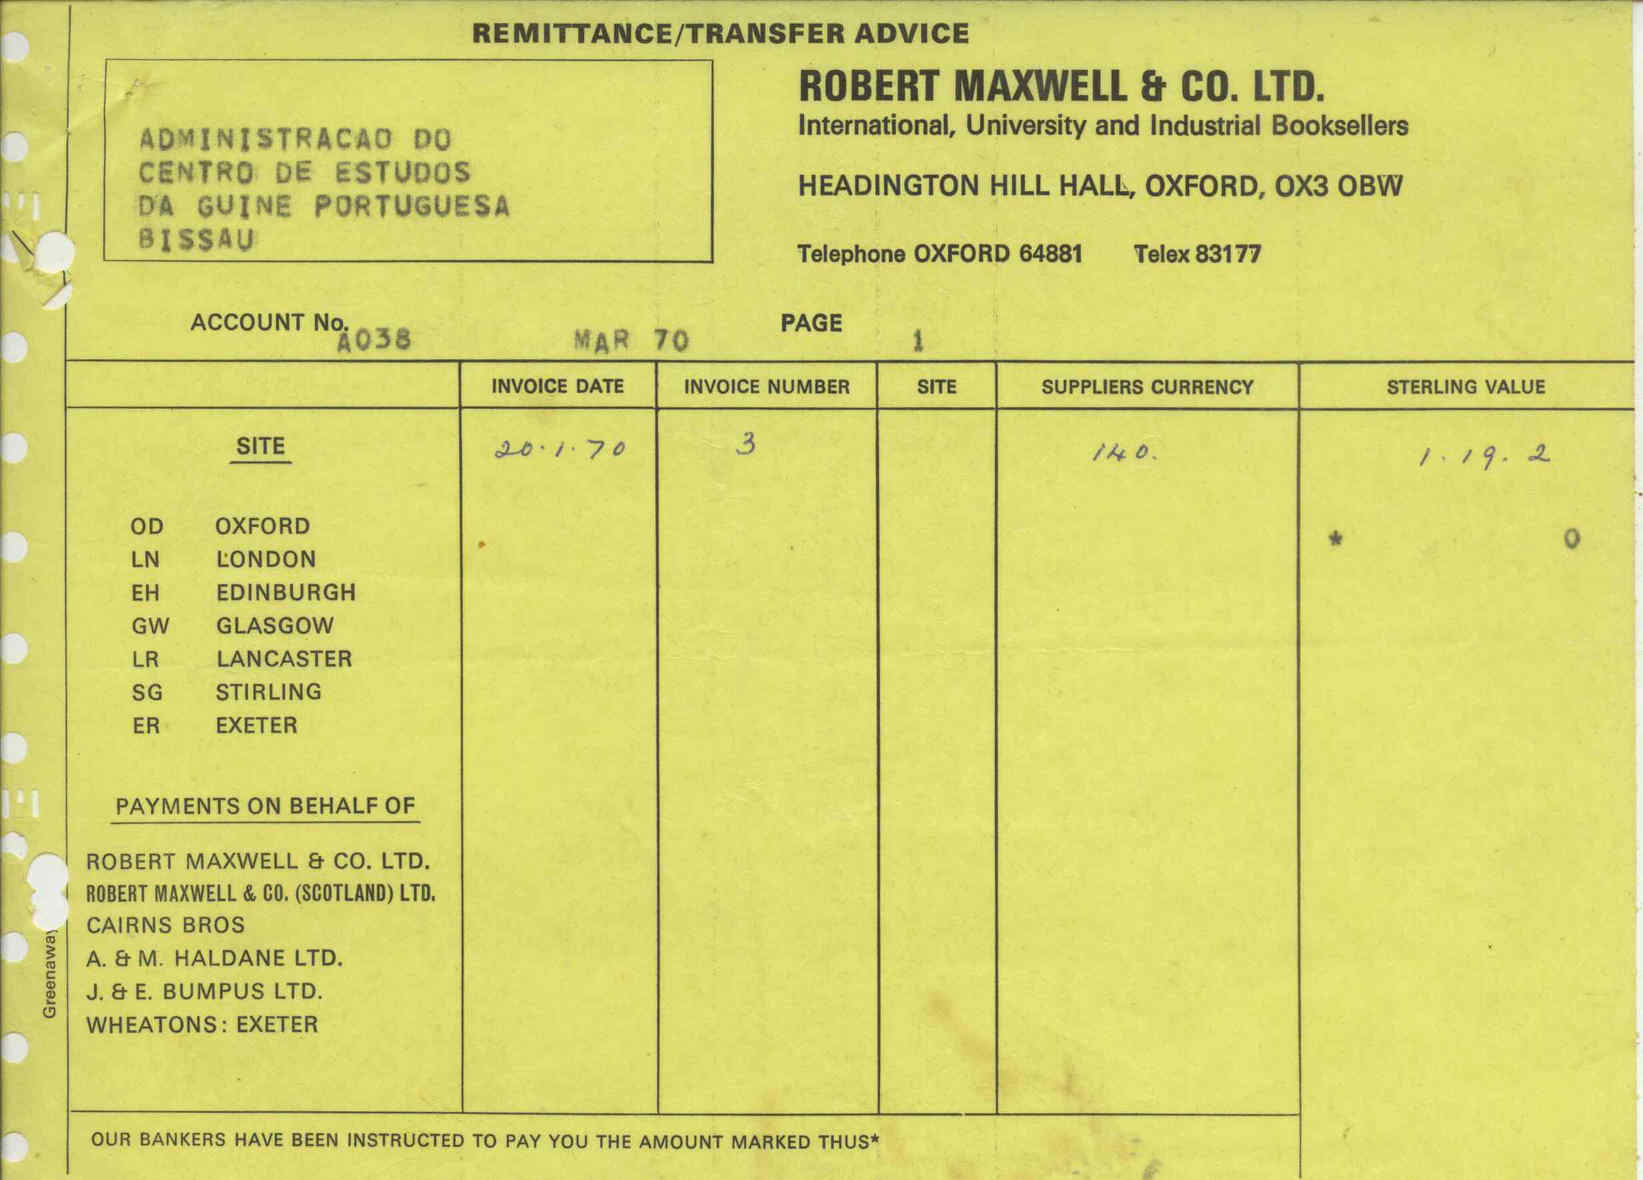 REMITTANCE/TRANSFER ADVICE
ADMINISTRACAO DO
CENTRO DE ESTUDOS
DA GUINE PORTUGUESA
BISSAU
ROBERT MAXWELL & CO. LTD.
International, University and Industrial Booksellers
HEADINGTON HILL HALL, OXFORD, OX3 OBW
Telephone OXFORD 64881 Telex 83177
ACCOUNT No. A038 MAR 70 PAGE 1
INVOICE DATE INVOICE NUMBER SITE SUPPLIERS CURRENCY STERLING VALUE
SITE 20.1.70 3 140. 1.19.2
OD OXFORD * 0
LN LONDON
EH EDINBURGH
GW GLASGOW
LR LANCASTER
SG STIRLING
ER EXETER
PAYMENTS ON BEHALF OF
ROBERT MAXWELL & CO. LTD.
ROBERT MAXWELL & CO. (SCOTLAND) LTD.
CAIRNS BROS
A. & M. HALDANE LTD.
J. & E. BUMPUS LTD.
WHEATONS: EXETER
Greenaway
OUR BANKERS HAVE BEEN INSTRUCTED TO PAY YOU THE AMOUNT MARKED THUS*